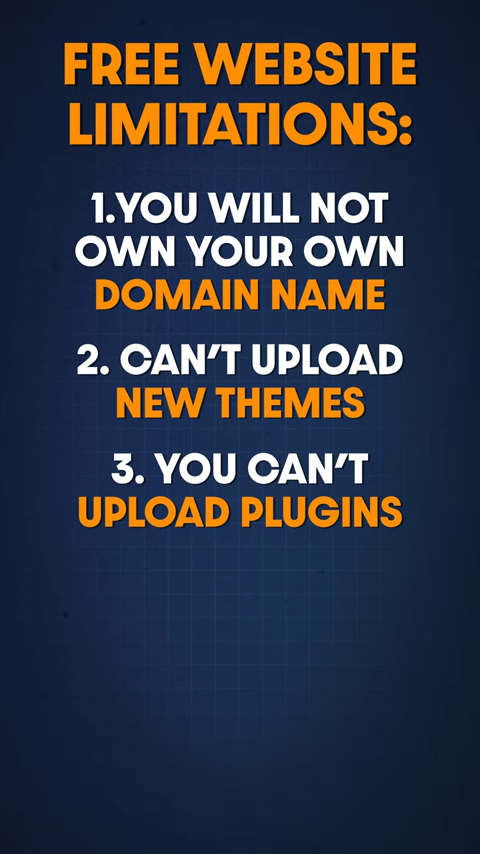 FREE WEBSITE
LIMITATIONS:
1.YOU WILL NOT
OWN YOUR OWN
DOMAIN NAME
2. CAN'T UPLOAD
NEW THEMES
3. YOU CAN'T
UPLOAD PLUGINS